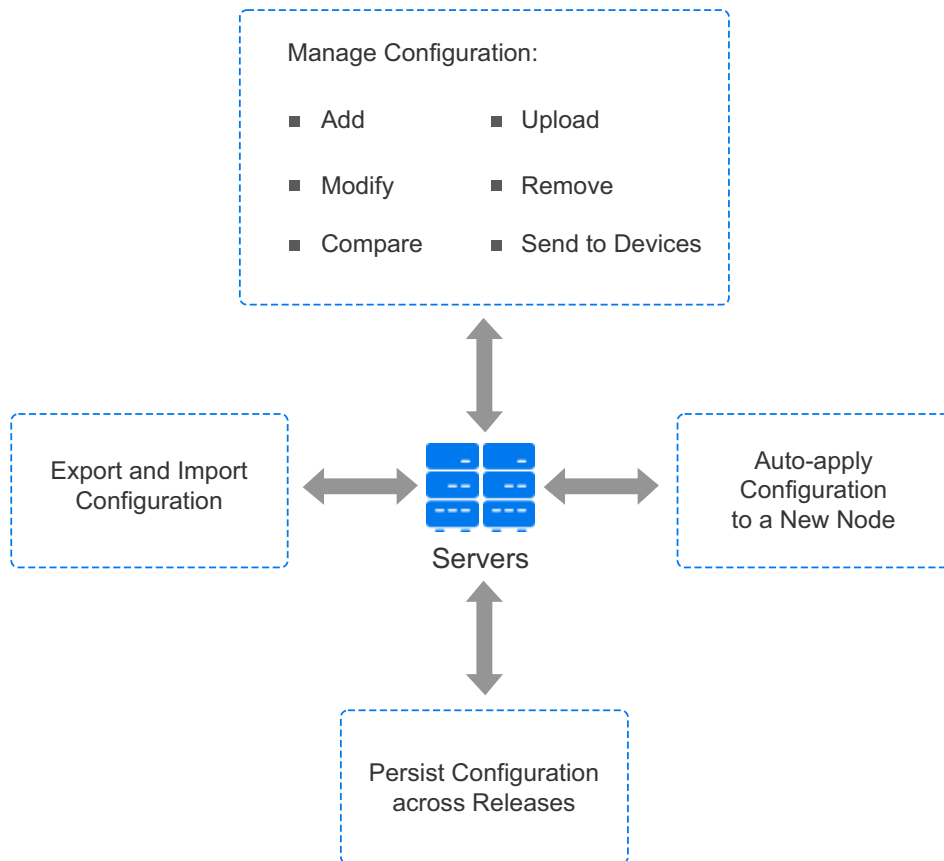 Manage Configuration:
Add
Upload
Modify
Remove
Compare
Send to Devices
Export and Import
Configuration
Auto-apply
Configuration
to a New Node
Servers
Persist Configuration
across Releases